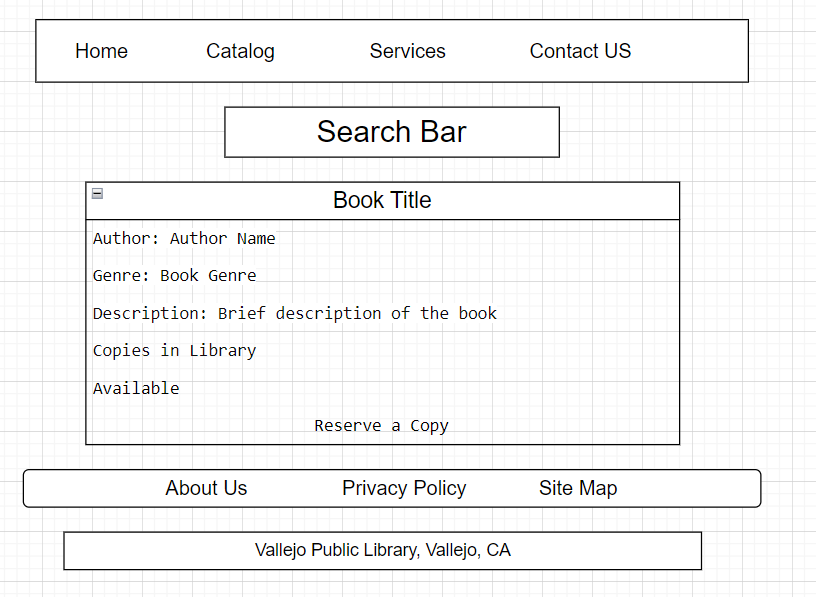 Home Catalog Services Contact US
Search Bar
Book Title
Author: Author Name
Genre: Book Genre
Description: Brief description of the book
Copies in Library
Available
Reserve a Copy
About Us Privacy Policy Site Map
Vallejo Public Library, Vallejo, CA